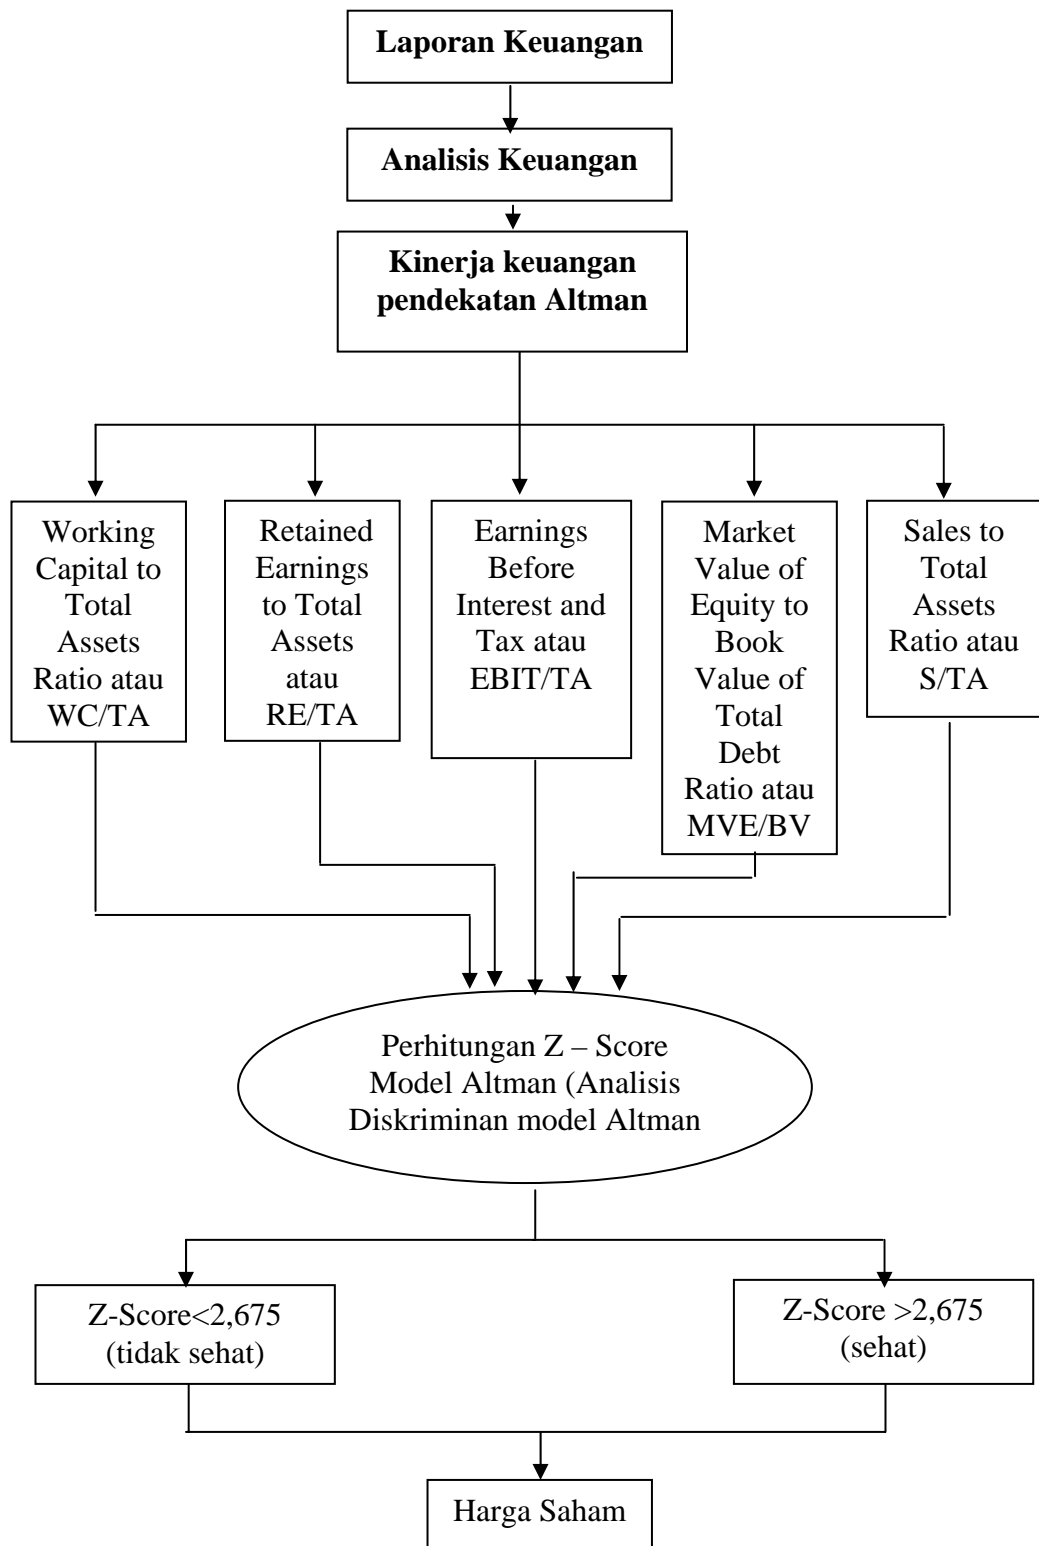 Laporan Keuangan
Analisis Keuangan
Kinerja keuangan
pendekatan Altman
Working
Capital to
Total
Assets
Ratio atau
WC/TA
Retained
Earnings
to Total
Assets
atau
RE/TA
Earnings
Before
Interest and
Tax atau
EBIT/TA
Market
Value of
Equity to
Book
Value of
Total
Debt
Ratio atau
MVE/BV
Sales to
Total
Assets
Ratio atau
S/TA
Perhitungan Z – Score
Model Altman (Analisis
Diskriminan model Altman
Z-Score<2,675
(tidak sehat)
Z-Score >2,675
(sehat)
Harga Saham